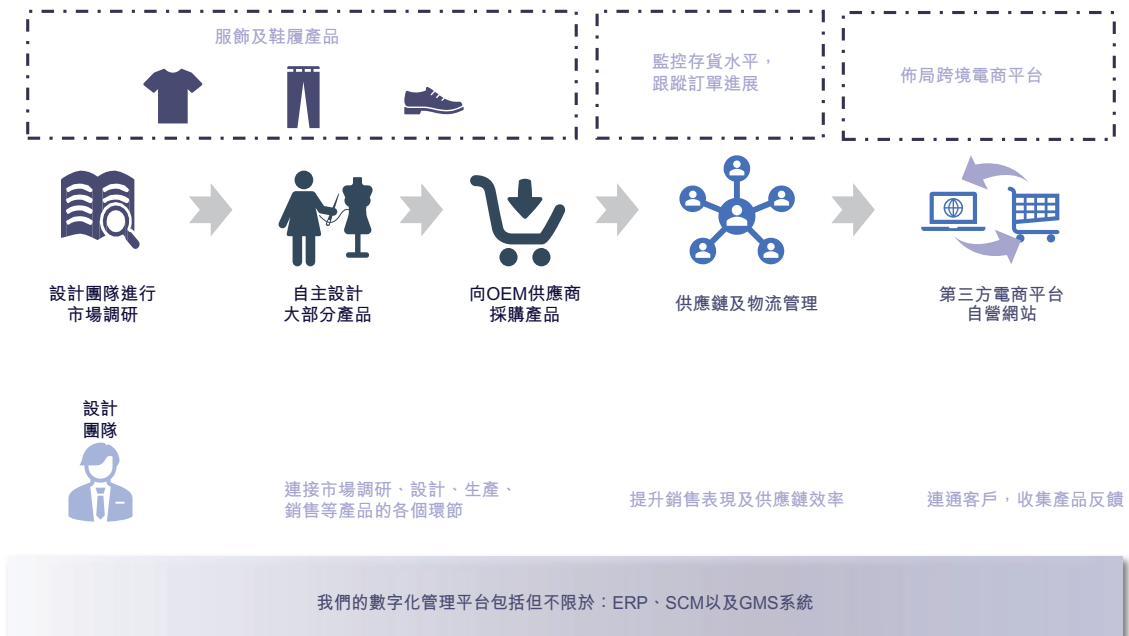 服飾及鞋履產品
監控存貨水平，
跟蹤訂單進展
佈局跨境電商平台
設計團隊進行
市場調研
自主設計
大部分產品
向OEM供應商
採購產品
供應鏈及物流管理
第三方電商平台
自營網站
設計
團隊
連接市場調研、設計、生產、
銷售等產品的各個環節
提升銷售表現及供應鏈效率
連通客戶，收集產品反饋
我們的數字化管理平台包括但不限於：ERP、SCM以及GMS系統